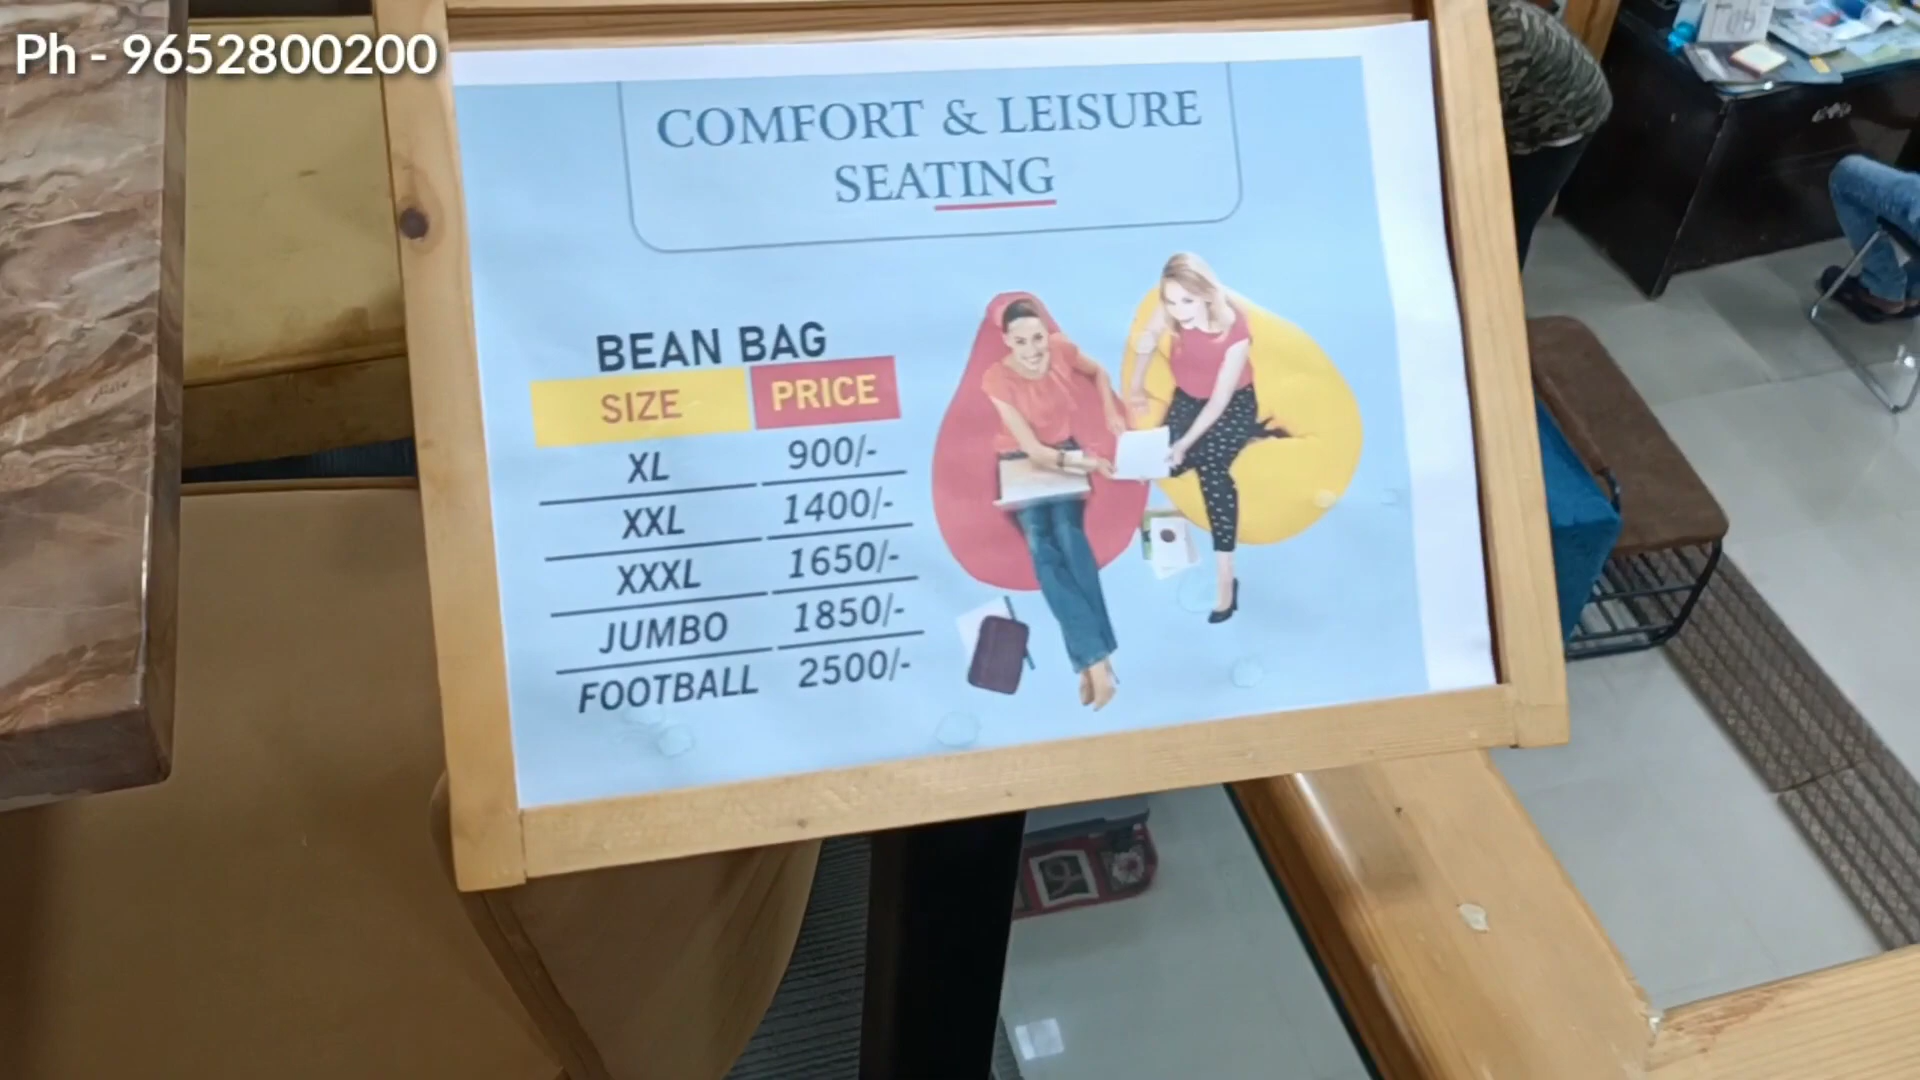 Ph - 9652800200
COMFORT & LEISURE
SEATING
BEAN BAG
SIZE PRICE
XL 900/-
XXL 1400/-
XXXL 1650/-
JUMBO 1850/-
FOOTBALL 2500/-